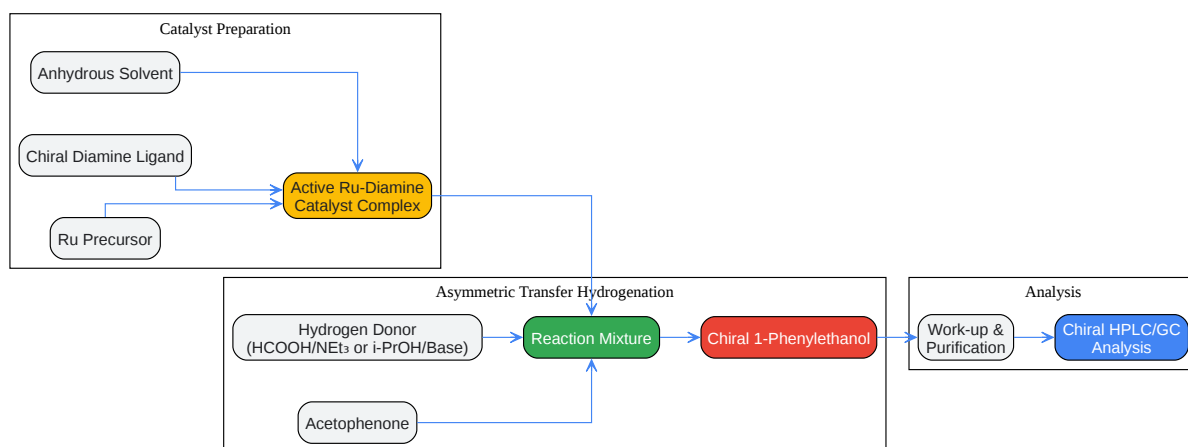 Catalyst Preparation
Anhydrous Solvent
Chiral Diamine Ligand
Active Ru-Diamine
Catalyst Complex
Ru Precursor
Asymmetric Transfer Hydrogenation
Hydrogen Donor
(HCOOH/NEt₃ or i-PrOH/Base)
Reaction Mixture
Chiral 1-Phenylethanol
Acetophenone
Analysis
Work-up &
Purification
Chiral HPLC/GC
Analysis